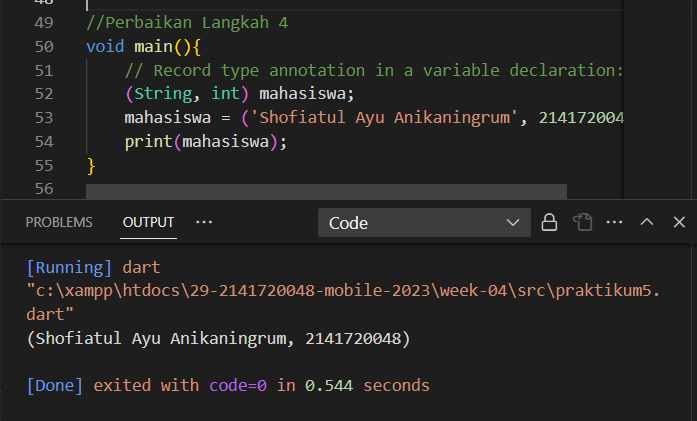 48
49 //Perbaikan Langkah 4
50 void main(){
51 // Record type annotation in a variable declaration:
52 (String, int) mahasiswa;
53 mahasiswa = ('Shofiatul Ayu Anikaningrum', 214172004
54 print(mahasiswa);
55 }
56
PROBLEMS OUTPUT ··· Code ···
[Running] dart
"c:\xampp\htdocs\29-2141720048-mobile-2023\week-04\src\praktikum5.
dart"
(Shofiatul Ayu Anikaningrum, 2141720048)
[Done] exited with code=0 in 0.544 seconds